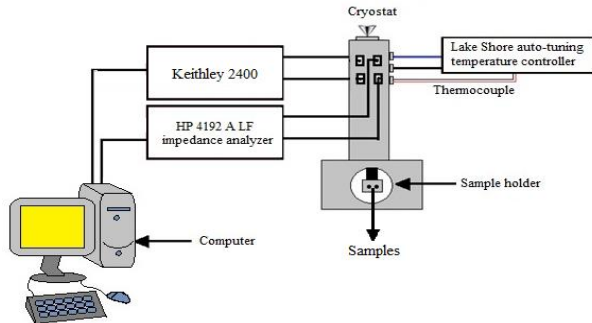 Cryostat
Keithley 2400
Lake Shore auto-tuning
temperature controller
Thermocouple
HP 4192 A LF
impedance analyzer
Sample holder
Computer
Samples